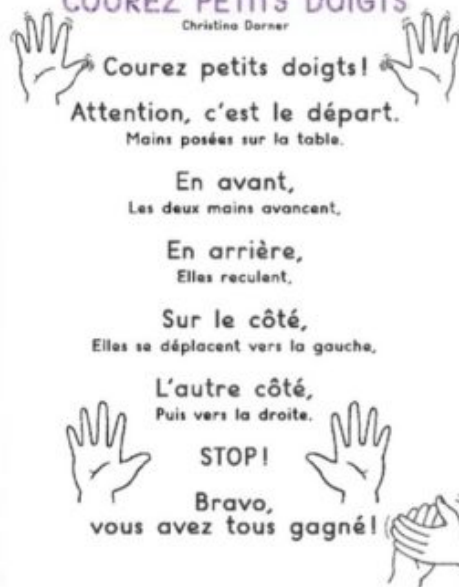 COUREZ PETITS DOIGTS
Christina Dorner
Courez petits doigts!
Attention, c'est le départ.
Mains posées sur la table.
En avant,
Les deux mains avancent,
En arrière,
Elles reculent,
Sur le côté,
Elles se déplacent vers la gauche,
L'autre côté,
Puis vers la droite.
STOP!
Bravo,
vous avez tous gagné!